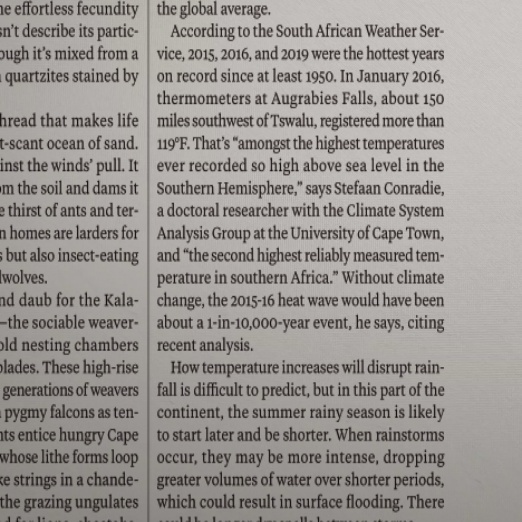 he effortless fecundity
sn't describe its partic-
ough it's mixed from a
quartzites stained by
hread that makes life
t-scant ocean of sand.
inst the winds' pull. It
om the soil and dams it
e thirst of ants and ter-
n homes are larders for
s but also insect-eating
dwolves.
nd daub for the Kala-
—the sociable weaver-
old nesting chambers
blades. These high-rise
generations of weavers
pygmy falcons as ten-
nts entice hungry Cape
whose lithe forms loop
ke strings in a chande-
the grazing ungulates
the global average.
According to the South African Weather Ser-
vice, 2015, 2016, and 2019 were the hottest years
on record since at least 1950. In January 2016,
thermometers at Augrabies Falls, about 150
miles southwest of Tswalu, registered more than
119°F. That's “amongst the highest temperatures
ever recorded so high above sea level in the
Southern Hemisphere,” says Stefaan Conradie,
a doctoral researcher with the Climate System
Analysis Group at the University of Cape Town,
and “the second highest reliably measured tem-
perature in southern Africa.” Without climate
change, the 2015-16 heat wave would have been
about a 1-in-10,000-year event, he says, citing
recent analysis.
How temperature increases will disrupt rain-
fall is difficult to predict, but in this part of the
continent, the summer rainy season is likely
to start later and be shorter. When rainstorms
occur, they may be more intense, dropping
greater volumes of water over shorter periods,
which could result in surface flooding. There